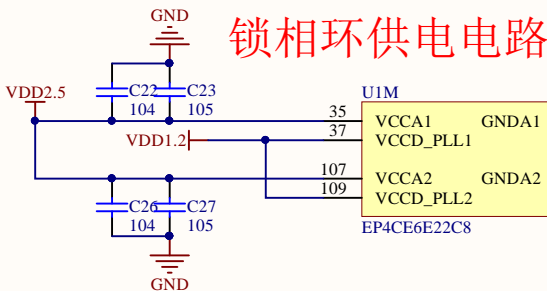 GND
锁相环供电电路
VDD2.5
C22
C23
U1M
104
105
35
VCCA1
GNDA1
37
VCCD_PLL1
VDD1.2
107
VCCA2
GNDA2
109
VCCD_PLL2
C26
C27
104
105
EP4CE6E22C8
GND